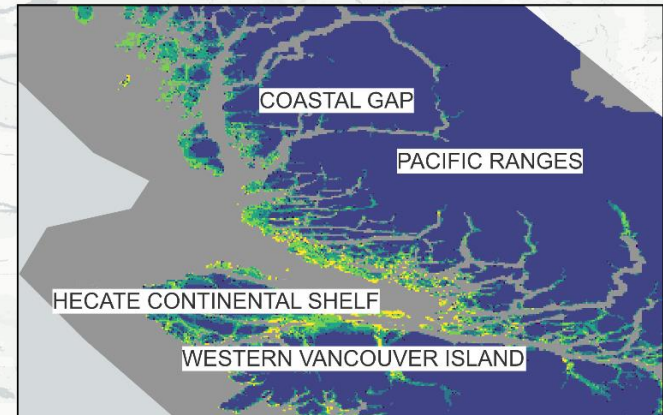 COASTAL GAP
PACIFIC RANGES
HECATE CONTINENTAL SHELF
WESTERN VANCOUVER ISLAND